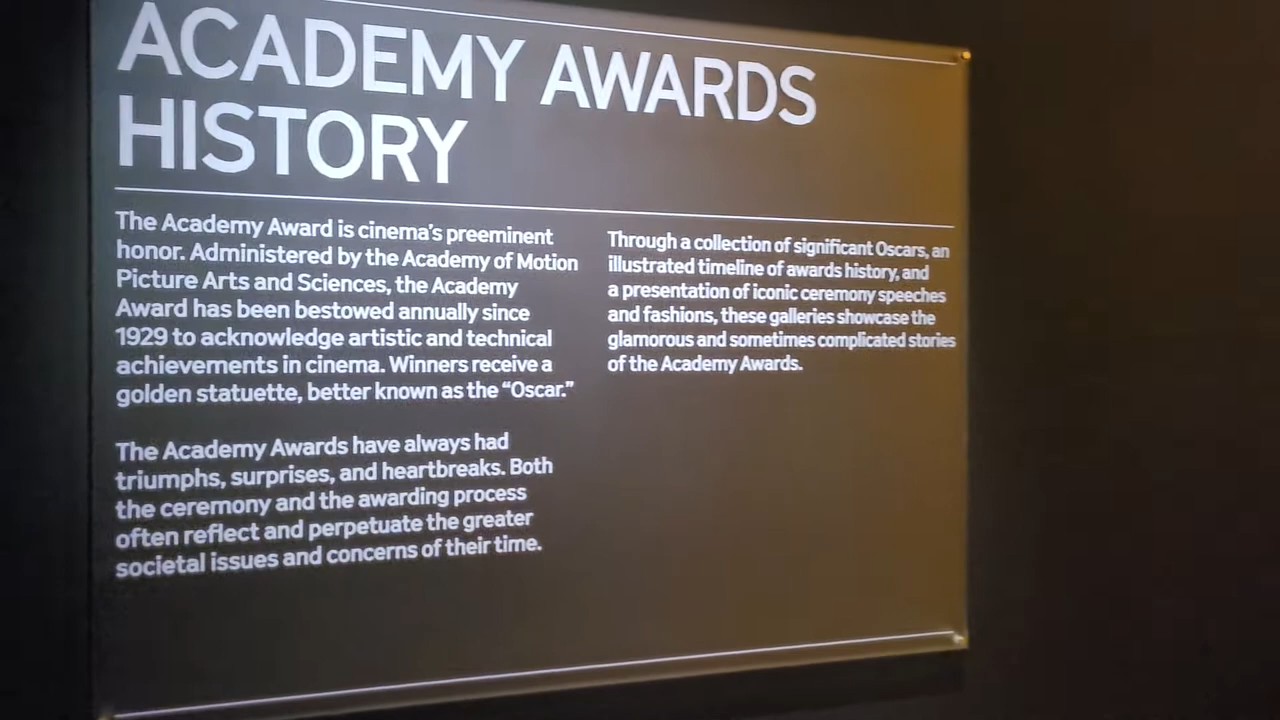 ACADEMY AWARDS
HISTORY
The Academy Award is cinema's preeminent
honor. Administered by the Academy of Motion
Picture Arts and Sciences, the Academy
Award has been bestowed annually since
1929 to acknowledge artistic and technical
achievements in cinema. Winners receive a
golden statuette, better known as the “Oscar.”
The Academy Awards have always had
triumphs, surprises, and heartbreaks. Both
the ceremony and the awarding process
often reflect and perpetuate the greater
societal issues and concerns of their time.
Through a collection of significant Oscars, an
illustrated timeline of awards history, and
a presentation of iconic ceremony speeches
and fashions, these galleries showcase the
glamorous and sometimes complicated stories
of the Academy Awards.